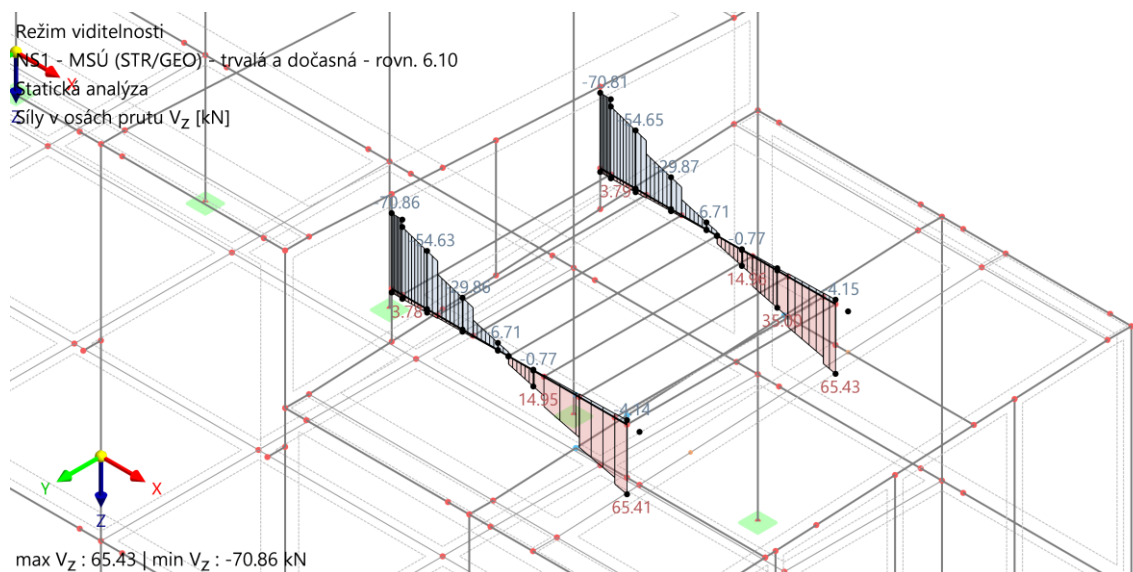 Režim viditelnosti
NS1 - MSÚ (STR/GEO) - trvalá a dočasná - rovn. 6.10
Statická analýza
Síly v osách prutu VZ [kN]
X
Z
-70.81
54.65
29.87
3.79
6.71
-0.77
14.96
4.15
35.00
65.43
-70.86
54.63
29.86
3.78
6.71
-0.77
14.95
-4.14
65.41
Y
X
Z
max VZ : 65.43 | min VZ : -70.86 kN